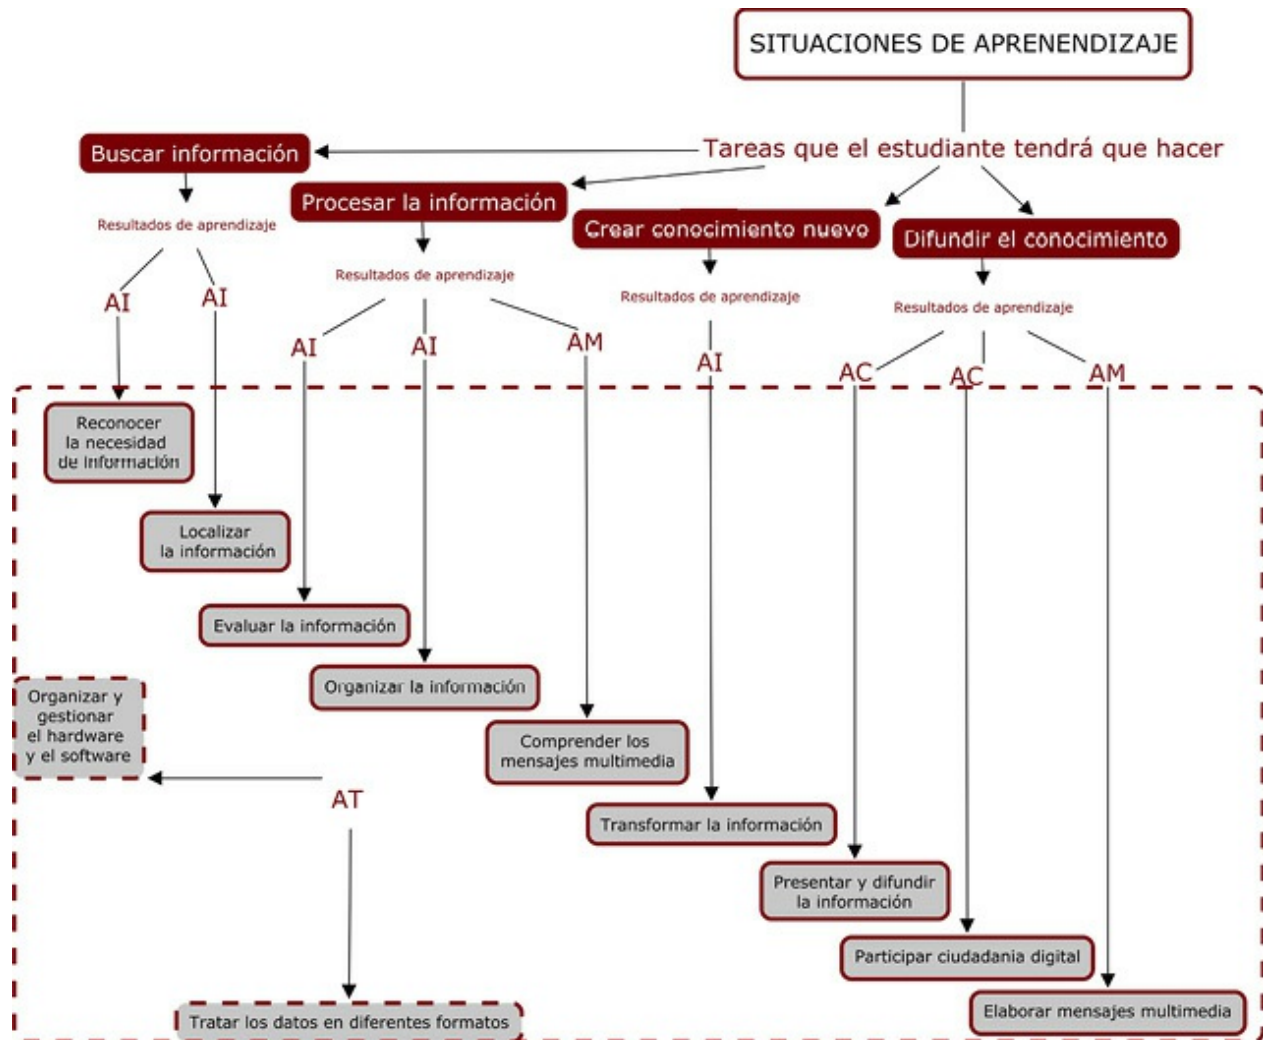 SITUACIONES DE APRENENDIZAJE
Tareas que el estudiante tendrá que hacer
Buscar información
Procesar la información
Crear conocimiento nuevo
Difundir el conocimiento
Resultados de aprendizaje
Resultados de aprendizaje
Resultados de aprendizaje
Resultados de aprendizaje
AI
AI
AI
AI
AM
AI
AC
AC
AM
Reconocer
la necesidad
de información
Localizar
la información
Evaluar la información
Organizar la información
Organizar y
gestionar
el hardware
y el software
Comprender los
mensajes multimedia
AT
Transformar la información
Presentar y difundir
la información
Participar ciudadania digital
Elaborar mensajes multimedia
Tratar los datos en diferentes formatos